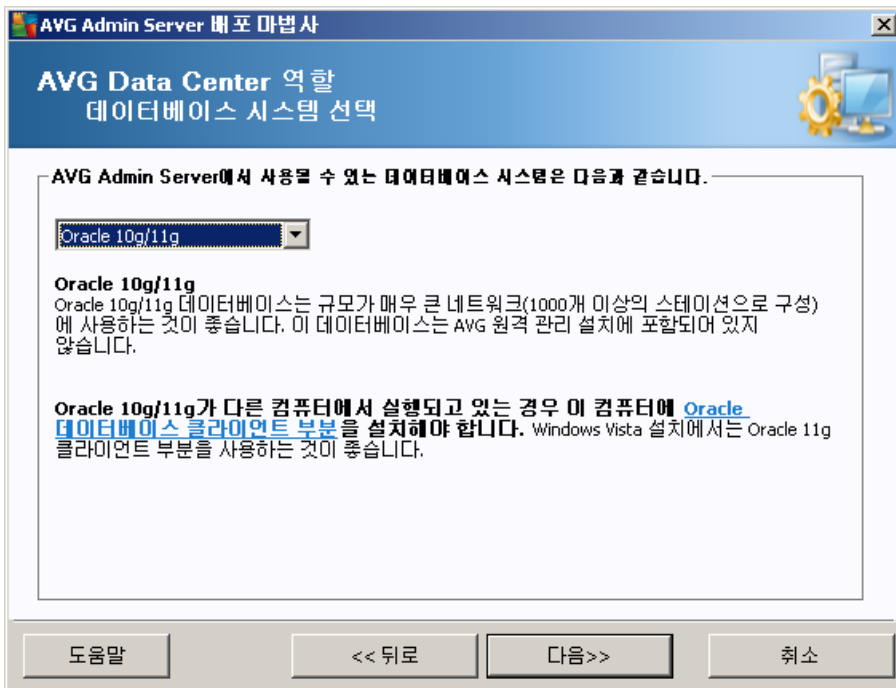 AVG Admin Server 배포 마법사
AVG Data Center 역할
데이터베이스 시스템 선택
AVG Admin Server에서 사용될 수 있는 데이터베이스 시스템은 다음과 같습니다.
Oracle 10g/11g
Oracle 10g/11g
Oracle 10g/11g 데이터베이스는 규모가 매우 큰 네트워크(1000개 이상의 스테이션으로 구성)
에 사용하는 것이 좋습니다. 이 데이터베이스는 AVG 원격 관리 설치에 포함되어 있지
않습니다.
Oracle 10g/11g가 다른 컴퓨터에서 실행되고 있는 경우 이 컴퓨터에 Oracle
데이터베이스 클라이언트 부분을 설치해야 합니다. Windows Vista 설치에서는 Oracle 11g
클라이언트 부분을 사용하는 것이 좋습니다.
도움말
<< 뒤로
다음>>
취소